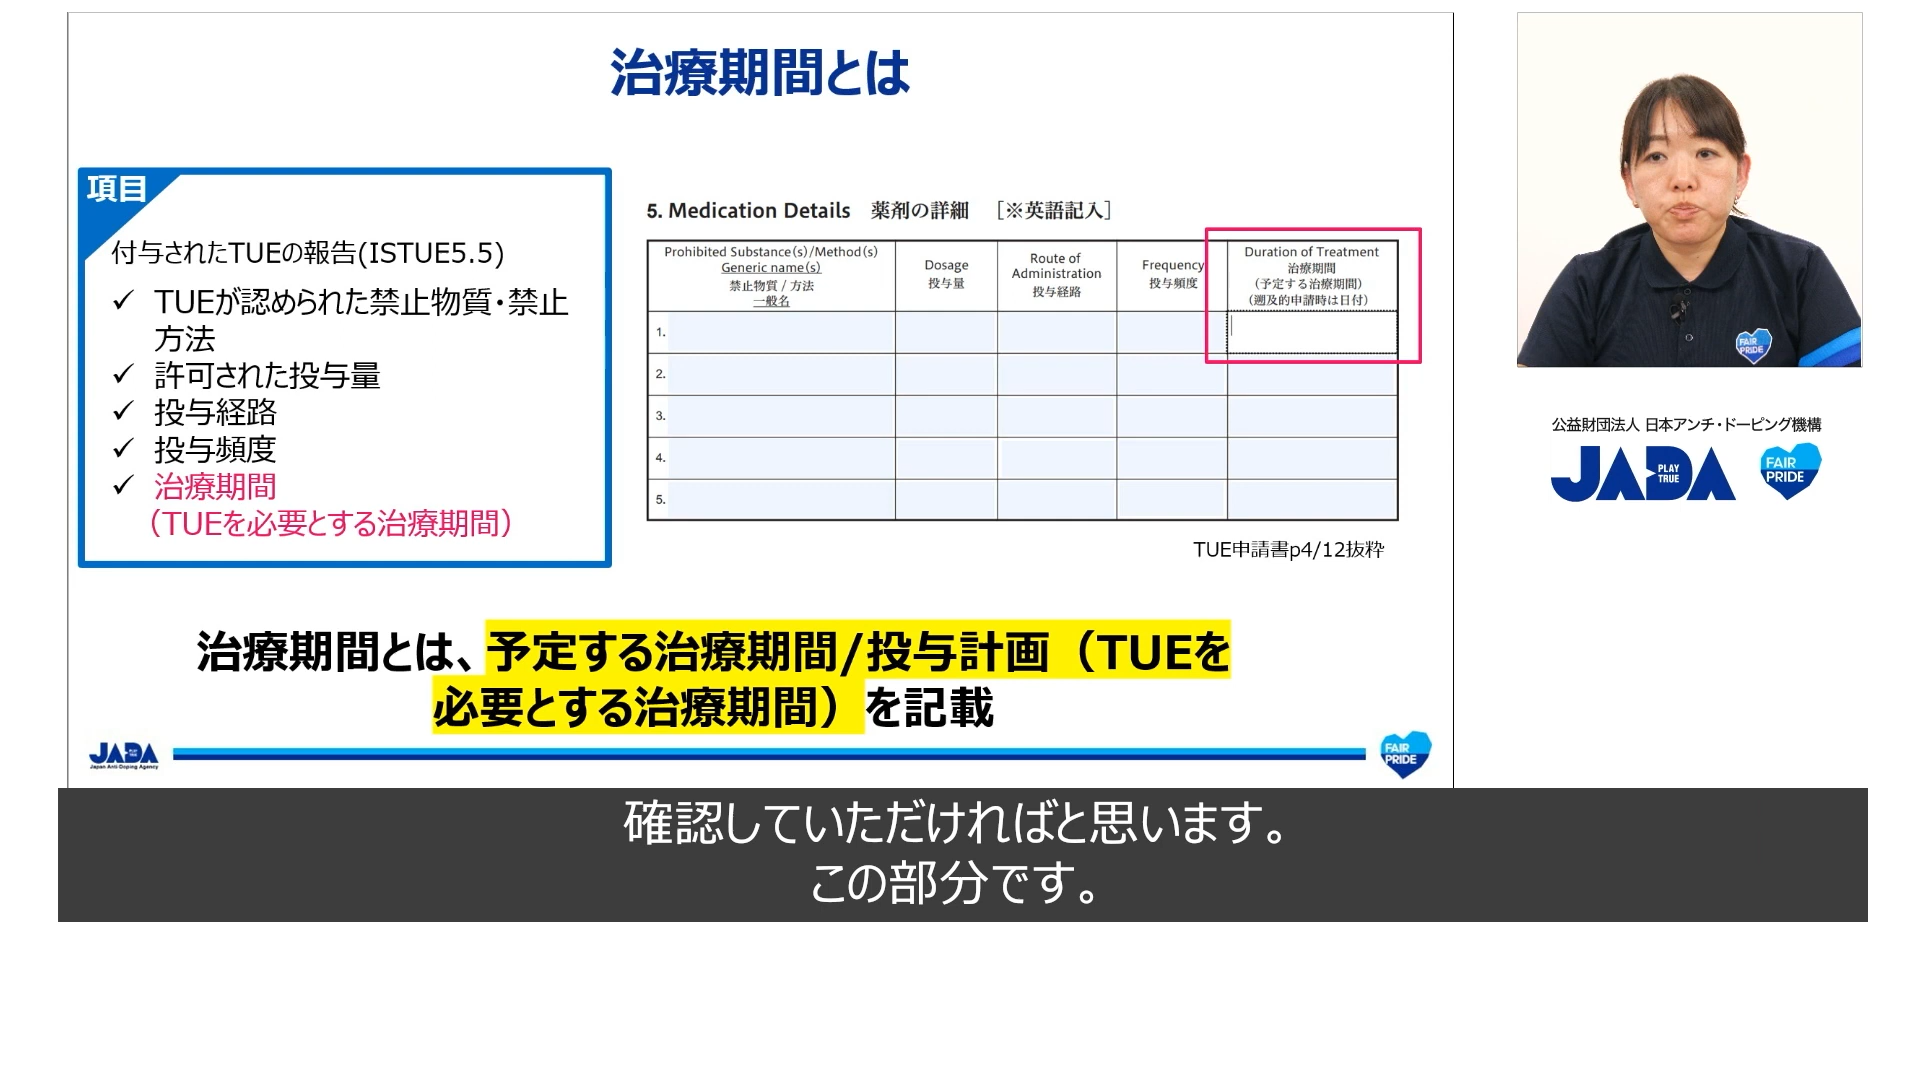 治療期間とは
項目
付与されたTUEの報告(ISTUE5.5)
✓ TUEが認められた禁止物質・禁止
方法
✓ 許可された投与量
✓ 投与経路
✓ 投与頻度
✓ 治療期間
（TUEを必要とする治療期間）
5. Medication Details 薬剤の詳細 ［※英語記入］
Prohibited Substance(s)/Method(s)
Generic name(s)
禁止物質 / 方法
一般名
Dosage
投与量
Route of
Administration
投与経路
Frequency
投与頻度
Duration of Treatment
治療期間
（予定する治療期間）
（遡及的申請時は日付）
1.
2.
3.
4.
5.
TUE申請書p4/12抜粋
治療期間とは、予定する治療期間/投与計画（TUEを
必要とする治療期間）を記載
JADA
PLAY
TRUE
Japan Anti-Doping Agency
FAIR
PRIDE
FAIR
PRIDE
公益財団法人 日本アンチ・ドーピング機構
JADA
PLAY
TRUE
FAIR
PRIDE
確認していただければと思います。
この部分です。